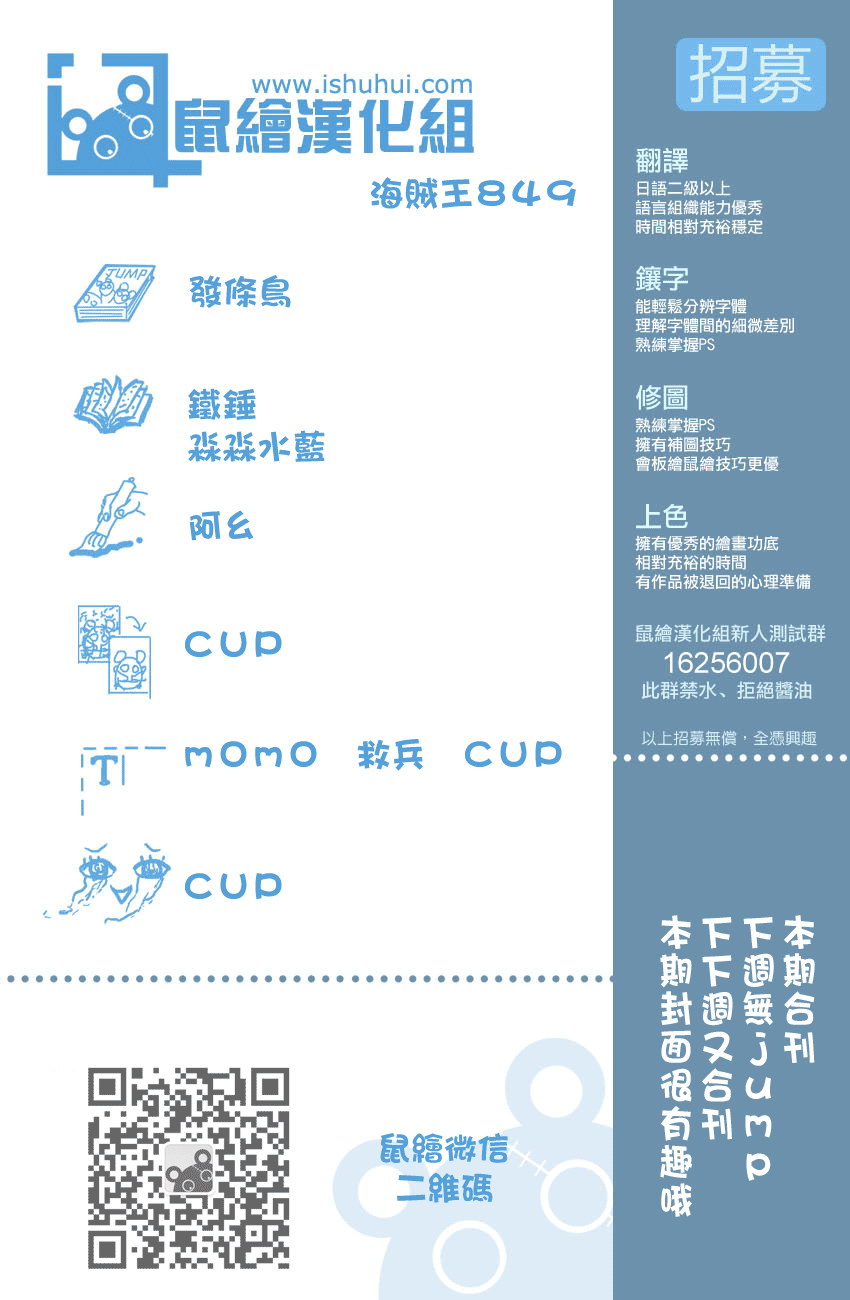 www.ishuhui.com
鼠繪漢化組
海賊王849
JUMP
發條鳥
鐵錘
淼淼水藍
阿幺
cup
T
momo 救兵 cup
cup
鼠繪微信
二維碼
招募
翻譯
日語二級以上
語言組織能力優秀
時間相對充裕穩定
鑲字
能輕鬆分辨字體
理解字體間的細微差別
熟練掌握PS
修圖
熟練掌握PS
擁有補圖技巧
會板繪鼠繪技巧更優
上色
擁有優秀的繪畫功底
相對充裕的時間
有作品被退回的心理準備
鼠繪漢化組新人測試群
16256007
此群禁水、拒絕醬油
以上招募無償，全憑興趣
本期合刊
下週無jump
下下週又合刊
本期封面很有趣哦